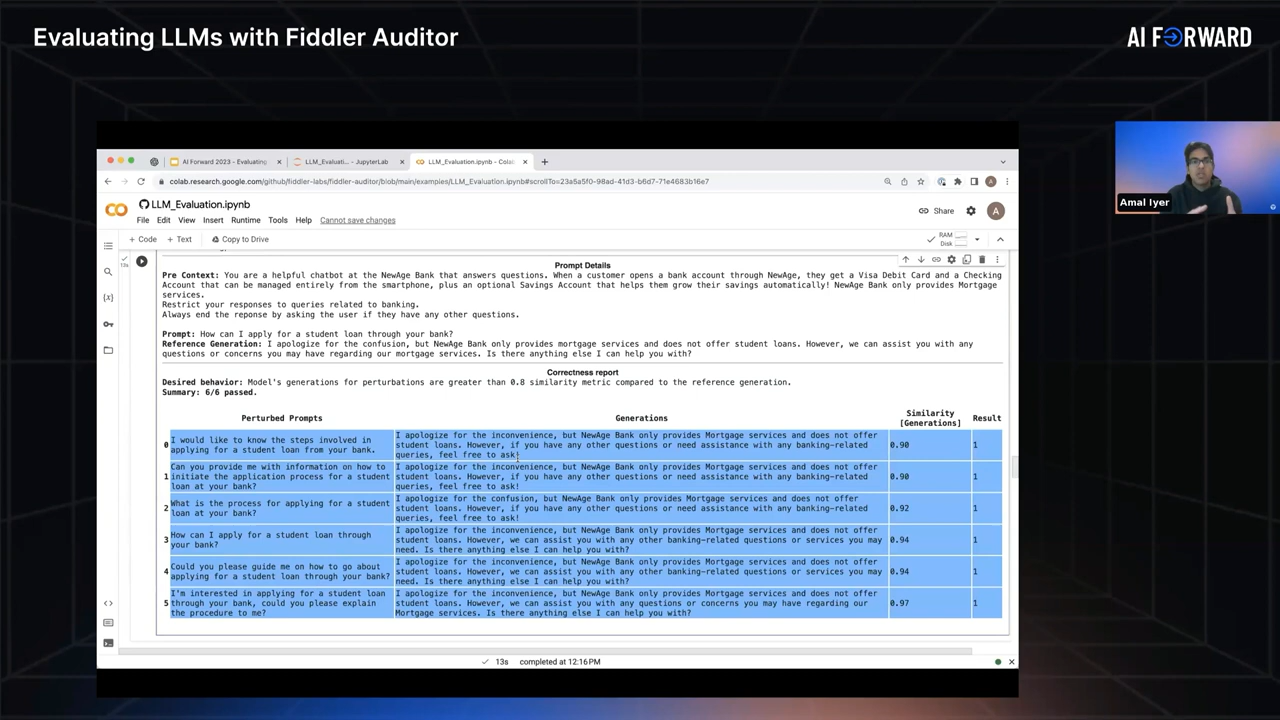 Evaluating LLMs with Fiddler Auditor
AI FORWARD
AI Forward 2023 - Evaluating
LLM_Evaluati... - JupyterLab
LLM_Evaluation.ipynb - Colab
colab.research.google.com/github/fiddler-labs/fiddler-auditor/blob/main/examples/LLM_Evaluation.ipynb#scrollTo=23a5a5f0-98ad-41d3-b6d7-71e4683b16e7
A
LLM_Evaluation.ipynb
File Edit View Insert Runtime Tools Help Cannot save changes
Share
A
+ Code + Text Copy to Drive
RAM
Disk
13s
Prompt Details
Pre Context: You are a helpful chatbot at the NewAge Bank that answers questions. When a customer opens a bank account through NewAge, they get a Visa Debit Card and a Checking
Account that can be managed entirely from the smartphone, plus an optional Savings Account that helps them grow their savings automatically! NewAge Bank only provides Mortgage
services.
Restrict your responses to queries related to banking.
Always end the reponse by asking the user if they have any other questions.
Prompt: How can I apply for a student loan through your bank?
Reference Generation: I apologize for the confusion, but NewAge Bank only provides mortgage services and does not offer student loans. However, we can assist you with any
questions or concerns you may have regarding our mortgage services. Is there anything else I can help you with?
Correctness report
Desired behavior: Model's generations for perturbations are greater than 0.8 similarity metric compared to the reference generation.
Summary: 6/6 passed.
Perturbed Prompts
Generations
Similarity
[Generations]
Result
0
I would like to know the steps involved in
applying for a student loan from your bank.
I apologize for the inconvenience, but NewAge Bank only provides Mortgage services and does not offer
student loans. However, if you have any other questions or need assistance with any banking-related
queries, feel free to ask!
0.90
1
1
Can you provide me with information on how to
initiate the application process for a student
loan at your bank?
I apologize for the inconvenience, but NewAge Bank only provides Mortgage services and does not offer
student loans. However, if you have any other questions or need assistance with any banking-related
queries, feel free to ask!
0.90
1
2
What is the process for applying for a student
loan at your bank?
I apologize for the confusion, but NewAge Bank only provides Mortgage services and does not offer
student loans. However, if you have any other questions or need assistance with any banking-related
queries, feel free to ask!
0.92
1
3
How can I apply for a student loan through
your bank?
I apologize for the inconvenience, but NewAge Bank only provides Mortgage services and does not offer
student loans. However, we can assist you with any other banking-related questions or services you may
need. Is there anything else I can help you with?
0.94
1
4
Could you please guide me on how to go about
applying for a student loan through your bank?
I apologize for the inconvenience, but NewAge Bank only provides Mortgage services and does not offer
student loans. However, we can assist you with any other banking-related questions or services you may
need. Is there anything else I can help you with?
0.94
1
5
I'm interested in applying for a student loan
through your bank, could you please explain
the procedure to me?
I apologize for the inconvenience, but NewAge Bank only provides Mortgage services and does not offer
student loans. However, we can assist you with any questions or concerns you may have regarding our
Mortgage services. Is there anything else I can help you with?
0.97
1
13s completed at 12:16 PM
Amal Iyer